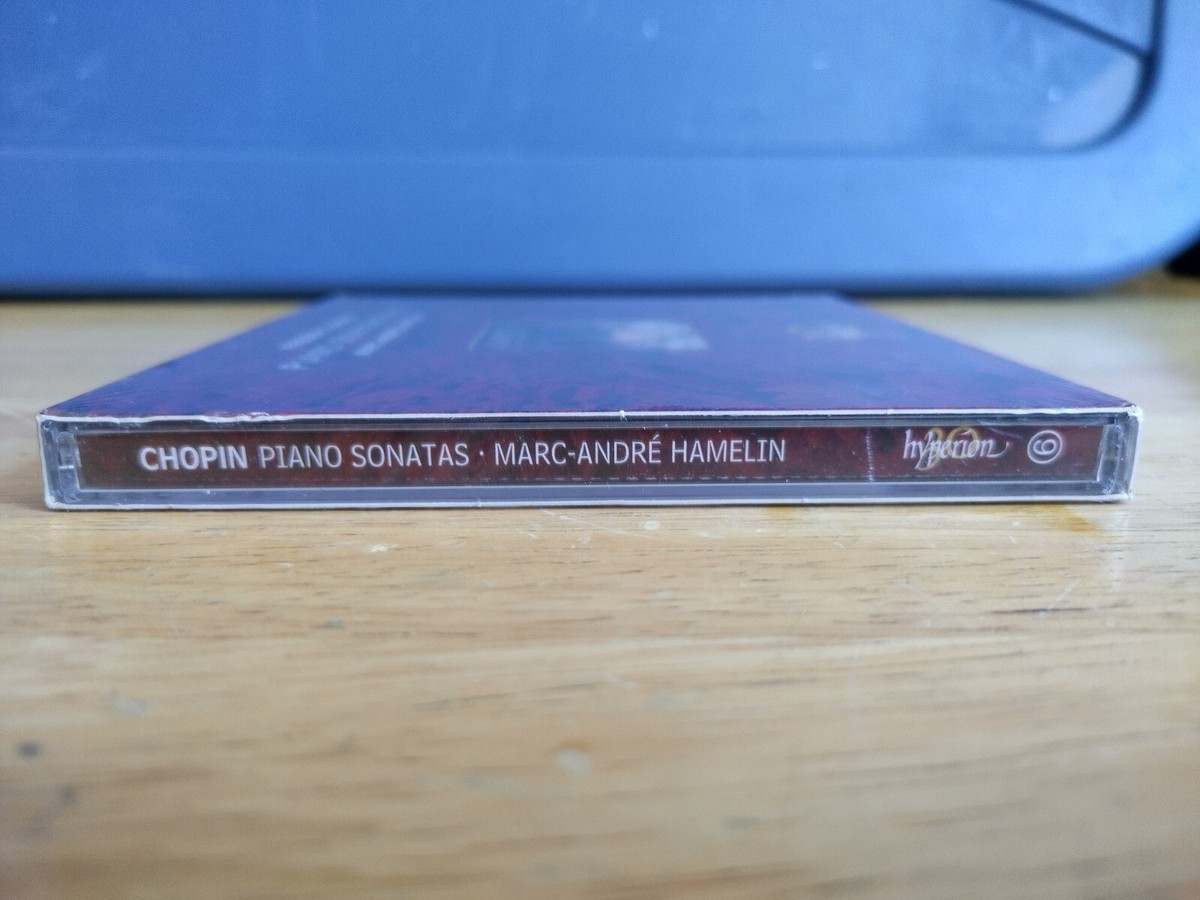 CHOPIN PIANO SONATAS · MARC-ANDRÉ HAMELIN hyperion